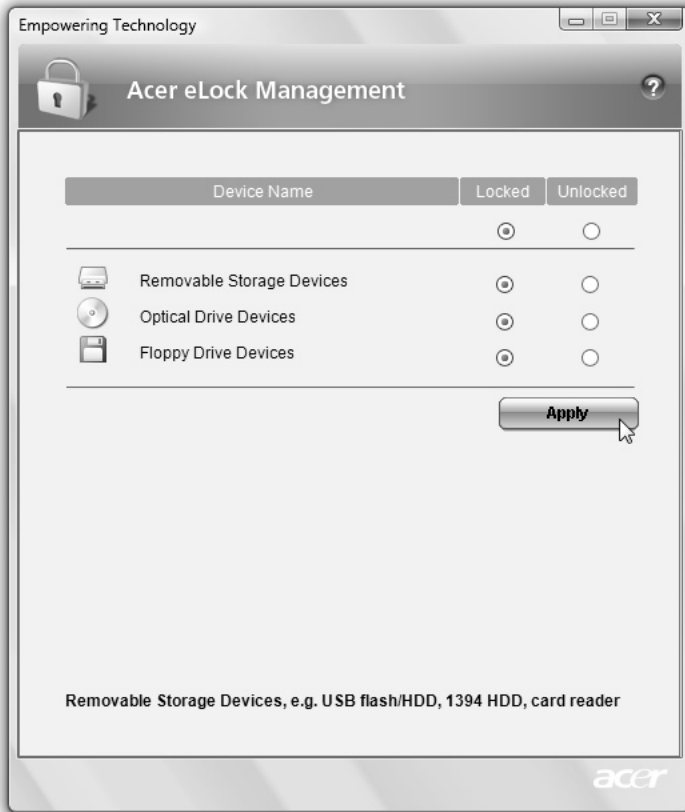 Empowering Technology
Acer eLock Management
?
Device Name Locked Unlocked
Removable Storage Devices
Optical Drive Devices
Floppy Drive Devices
Apply
Removable Storage Devices, e.g. USB flash/HDD, 1394 HDD, card reader
acer